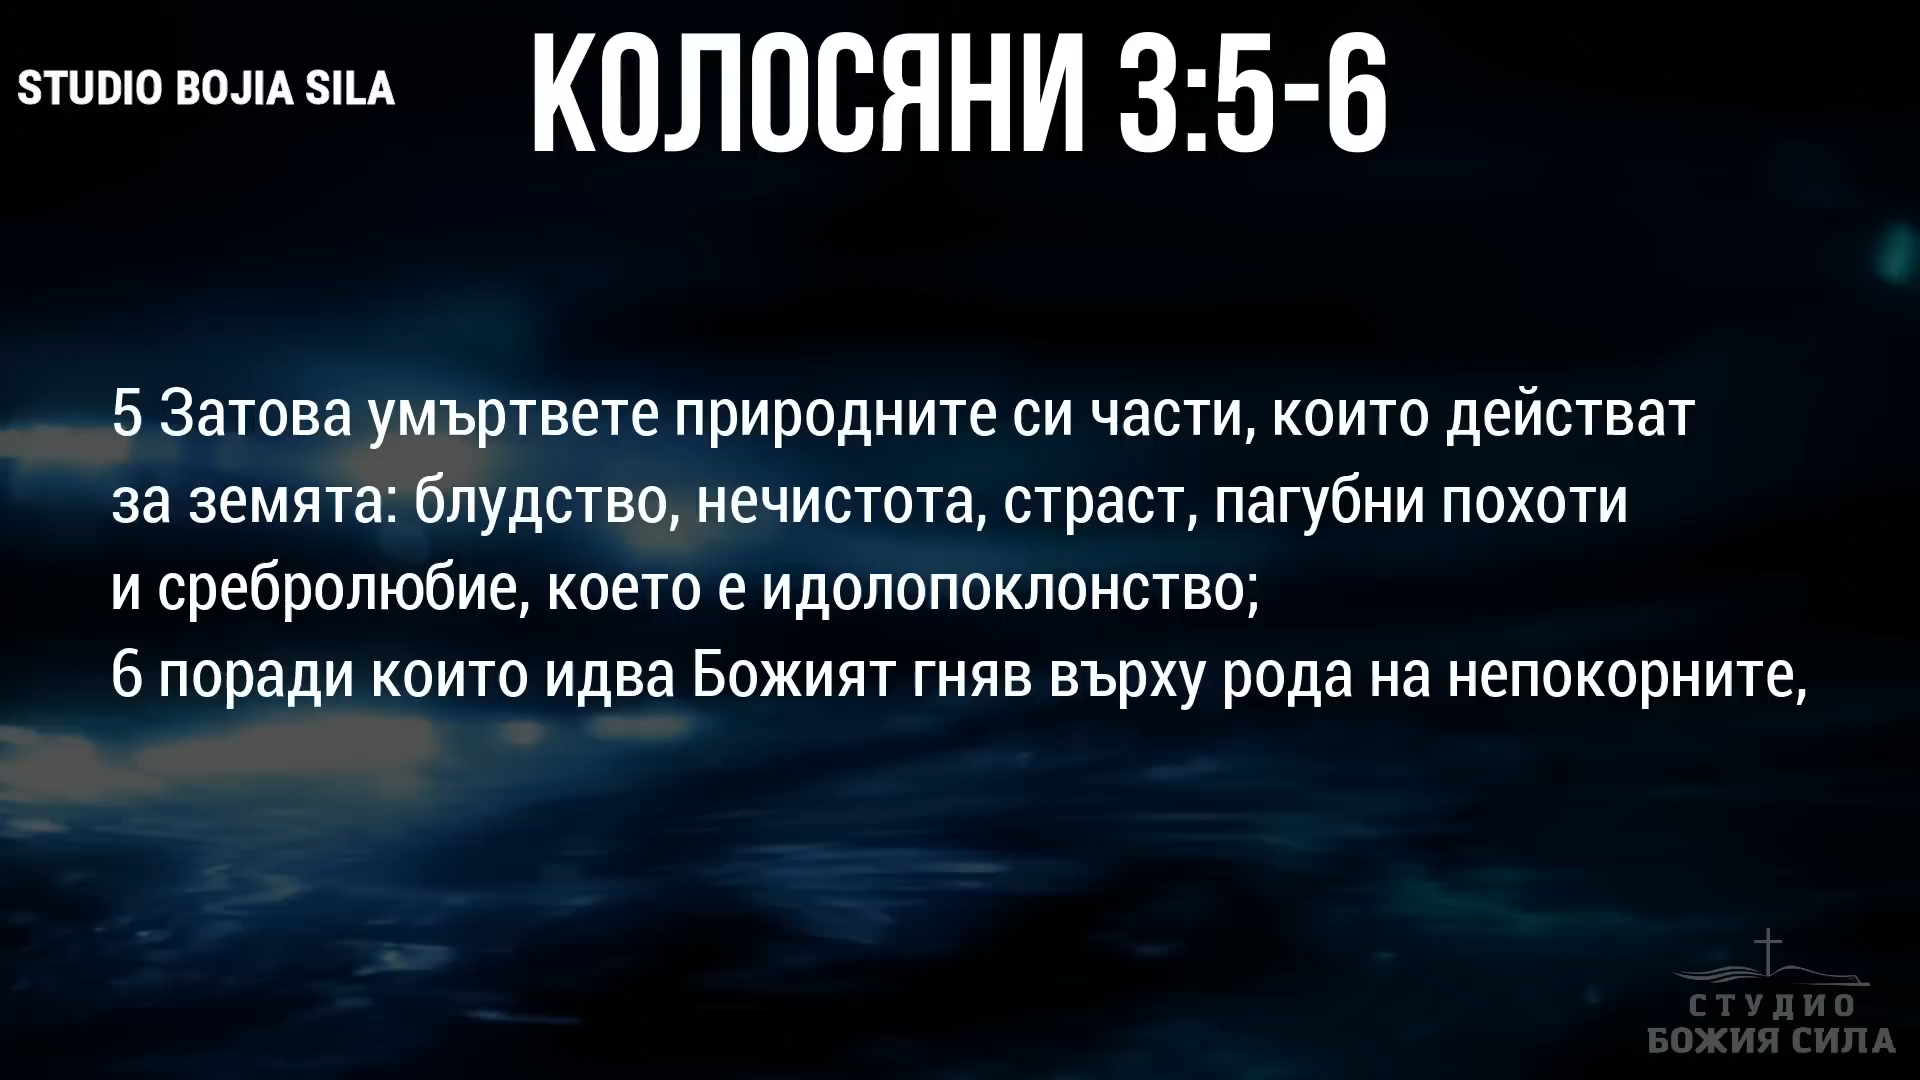 STUDIO BOJIA SILA
КОЛОСЯНИ 3:5-6
5 Затова умъртвете природните си части, които действат
за земята: блудство, нечистота, страст, пагубни похоти
и сребролюбие, което е идолопоклонство;
6 поради които идва Божият гняв върху рода на непокорните,
СТУДИО
БОЖИЯ СИЛА